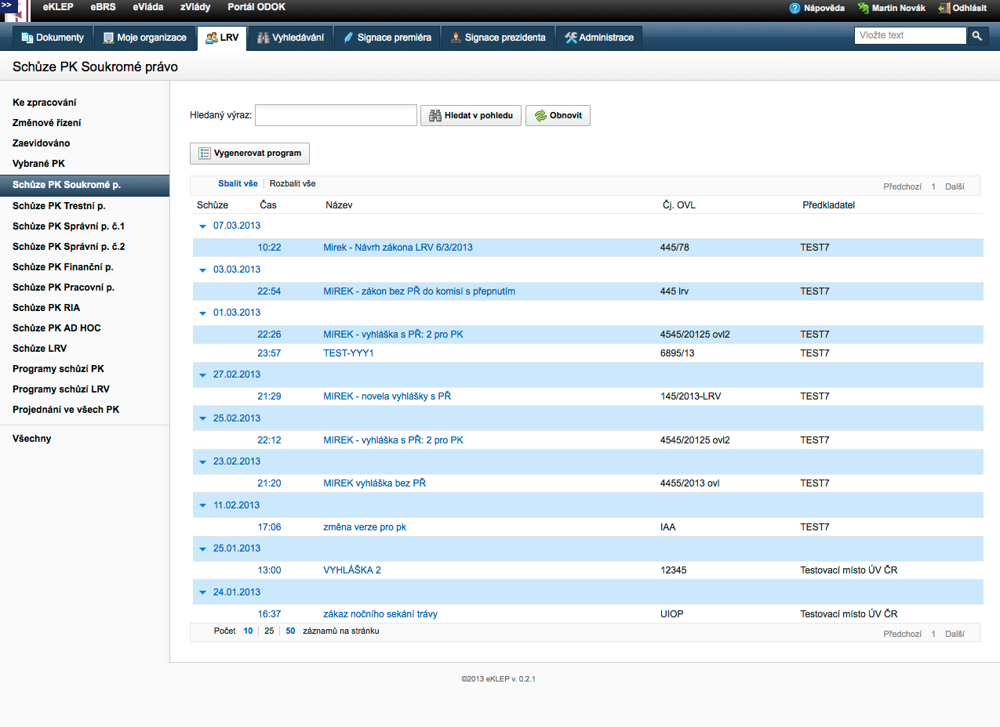 >>
eKLEP eBRS eVláda zVlády Portál ODOK Nápověda Martin Novák Odhlásit
Dokumenty Moje organizace LRV Vyhledávání Signace premiéra Signace prezidenta Administrace Vložte text
Schůze PK Soukromé právo
Ke zpracování
Změnové řízení
Zaevidováno
Vybrané PK
Schůze PK Soukromé p.
Schůze PK Trestní p.
Schůze PK Správní p. č.1
Schůze PK Správní p. č.2
Schůze PK Finanční p.
Schůze PK Pracovní p.
Schůze PK RIA
Schůze PK AD HOC
Schůze LRV
Programy schůzí PK
Programy schůzí LRV
Projednání ve všech PK
Všechny
Hledaný výraz: Hledat v pohledu Obnovit
Vygenerovat program
Sbalit vše Rozbalit vše Předchozí 1 Další
Schůze Čas Název Čj. OVL Předkladatel
07.03.2013
10:22 Mirek - Návrh zákona LRV 6/3/2013 445/78 TEST7
03.03.2013
22:54 MIREK - zákon bez PŘ do komisí s přepnutím 445 lrv TEST7
01.03.2013
22:26 MIREK - vyhláška s PŘ: 2 pro PK 4545/20125 ovl2 TEST7
23:57 TEST-YYY1 6895/13 TEST7
27.02.2013
21:29 MIREK - novela vyhlášky s PŘ 145/2013-LRV TEST7
25.02.2013
22:12 MIREK - vyhláška s PŘ: 2 pro PK 4545/20125 ovl2 TEST7
23.02.2013
21:20 MIREK vyhláška bez PŘ 4455/2013 ovl TEST7
11.02.2013
17:06 změna verze pro pk IAA TEST7
25.01.2013
13:00 VYHLÁŠKA 2 12345 Testovací místo ÚV ČR
24.01.2013
16:37 zákaz nočního sekání trávy UIOP Testovací místo ÚV ČR
Počet 10 25 50 záznamů na stránku Předchozí 1 Další
©2013 eKLEP v. 0.2.1